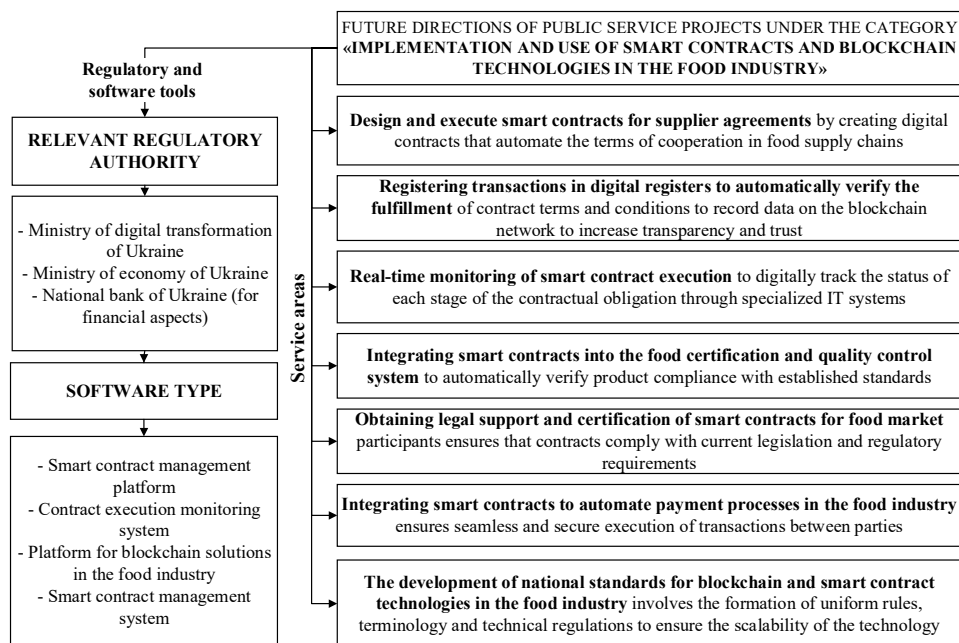 FUTURE DIRECTIONS OF PUBLIC SERVICE PROJECTS UNDER THE CATEGORY
«IMPLEMENTATION AND USE OF SMART CONTRACTS AND BLOCKCHAIN
TECHNOLOGIES IN THE FOOD INDUSTRY»
Regulatory and
software tools
RELEVANT REGULATORY
AUTHORITY
- Ministry of digital transformation
of Ukraine
- Ministry of economy of Ukraine
- National bank of Ukraine (for
financial aspects)
SOFTWARE TYPE
- Smart contract management
platform
- Contract execution monitoring
system
- Platform for blockchain solutions
in the food industry
- Smart contract management
system
Service areas
Design and execute smart contracts for supplier agreements by creating digital
contracts that automate the terms of cooperation in food supply chains
Registering transactions in digital registers to automatically verify the
fulfillment of contract terms and conditions to record data on the blockchain
network to increase transparency and trust
Real-time monitoring of smart contract execution to digitally track the status of
each stage of the contractual obligation through specialized IT systems
Integrating smart contracts into the food certification and quality control
system to automatically verify product compliance with established standards
Obtaining legal support and certification of smart contracts for food market
participants ensures that contracts comply with current legislation and regulatory
requirements
Integrating smart contracts to automate payment processes in the food industry
ensures seamless and secure execution of transactions between parties
The development of national standards for blockchain and smart contract
technologies in the food industry involves the formation of uniform rules,
terminology and technical regulations to ensure the scalability of the technology